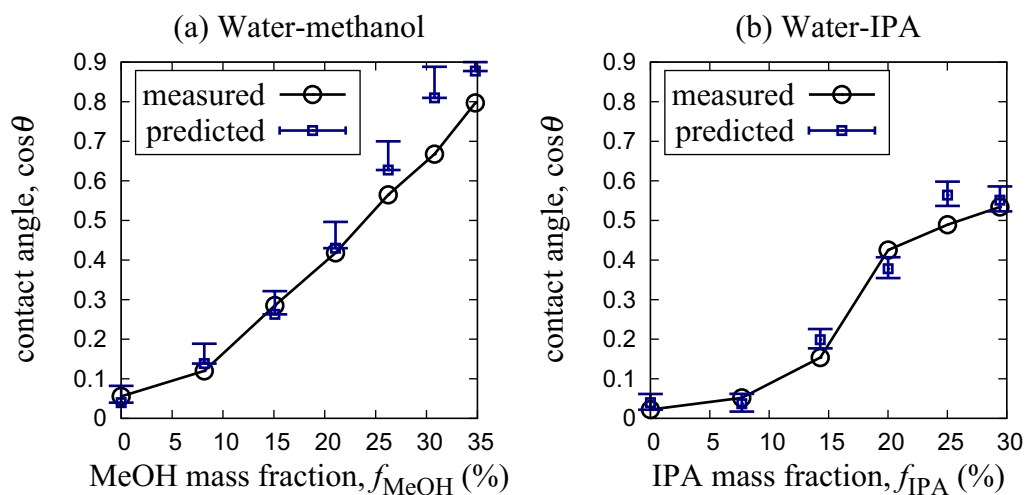 (a) Water-methanol
0.9
0.8
0.7
0.6
0.5
0.4
0.3
0.2
0.1
0
contact angle, cosθ
measured
predicted
0 5 10 15 20 25 30 35
MeOH mass fraction, f_MeOH (%)
(b) Water-IPA
0.9
0.8
0.7
0.6
0.5
0.4
0.3
0.2
0.1
0
contact angle, cosθ
measured
predicted
0 5 10 15 20 25 30
IPA mass fraction, f_IPA (%)